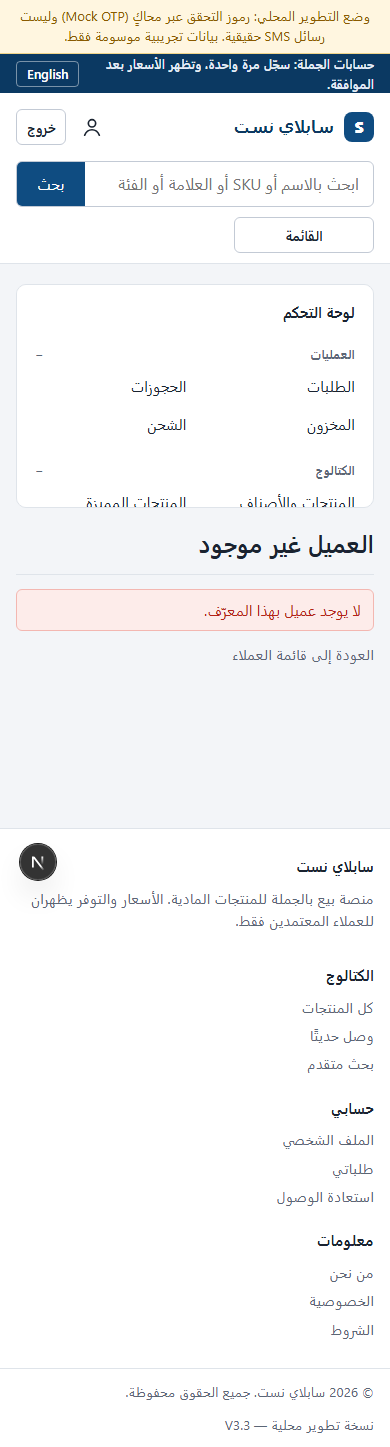 وضع التطوير المحلي: رموز التحقق عبر محاكٍ (Mock OTP) وليست
رسائل SMS حقيقية. بيانات تجريبية موسومة فقط.
حسابات الجملة: سجّل مرة واحدة، وتظهر الأسعار بعد
الموافقة.
English
S
سابلاي نست
خروج
ابحث بالاسم أو SKU أو العلامة أو الفئة
بحث
القائمة
لوحة التحكم
العمليات –
الطلبات الحجوزات
المخزون الشحن
الكتالوج –
المنتجات والأصناف المنتجات المميزة
العميل غير موجود
لا يوجد عميل بهذا المعرّف.
العودة إلى قائمة العملاء
N
سابلاي نست
منصة بيع بالجملة للمنتجات المادية. الأسعار والتوفر يظهران
للعملاء المعتمدين فقط.
الكتالوج
كل المنتجات
وصل حديثًا
بحث متقدم
حسابي
الملف الشخصي
طلباتي
استعادة الوصول
معلومات
من نحن
الخصوصية
الشروط
© 2026 سابلاي نست. جميع الحقوق محفوظة.
نسخة تطوير محلية — V3.3